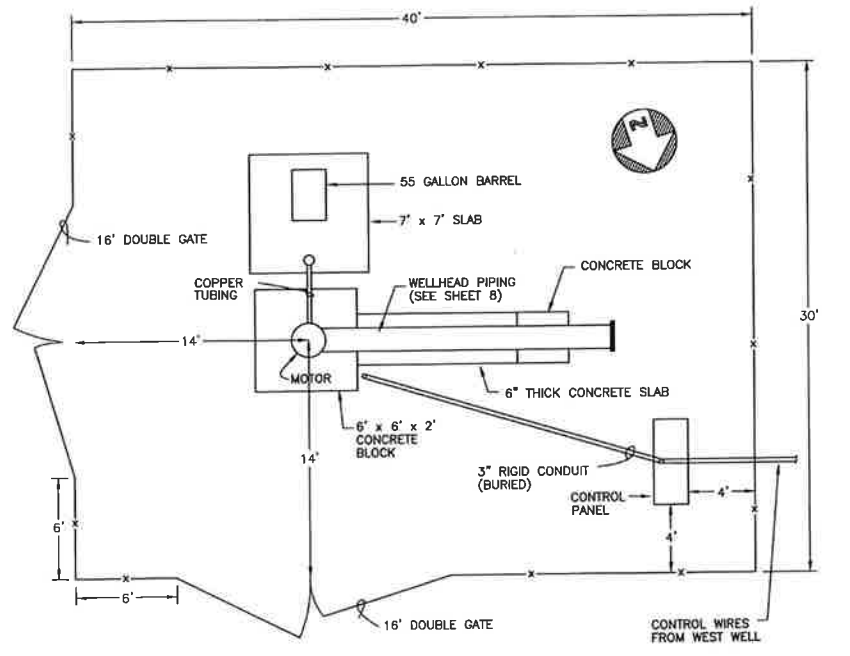 40'
N
55 GALLON BARREL
7' x 7' SLAB
16' DOUBLE GATE
COPPER
TUBING
WELLHEAD PIPING
(SEE SHEET 8)
CONCRETE BLOCK
30'
14'
MOTOR
6" THICK CONCRETE SLAB
6' x 6' x 2'
CONCRETE
BLOCK
14'
3" RIGID CONDUIT
(BURIED)
CONTROL
PANEL
4'
4'
6'
6'
16' DOUBLE GATE
CONTROL WIRES
FROM WEST WELL